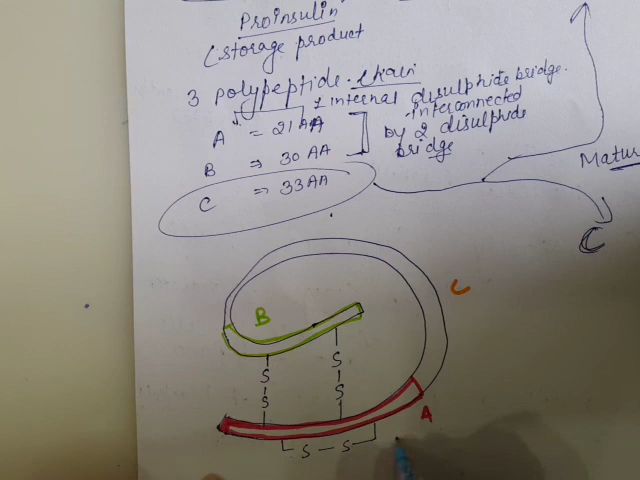 Proinsulin
(storage product
3 polypeptide chain
1 internal disulphide bridge.
A = 21 AA
interconnected
by 2 disulphide
bridge
B => 30 AA
C => 33 AA
Matur
C
B
C
S
S
S
S
A
S - S